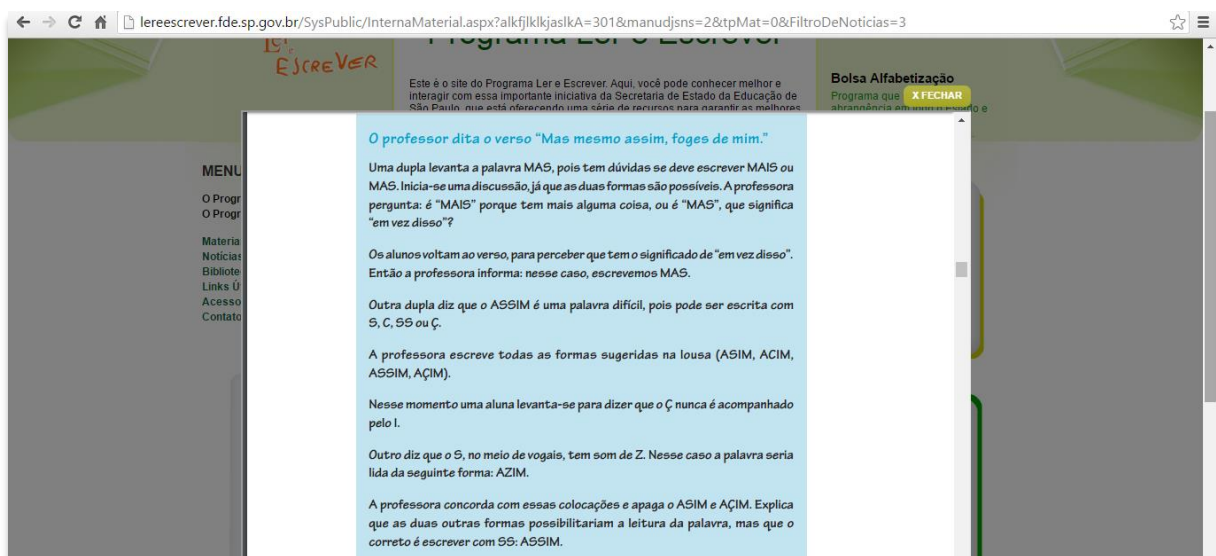 lereescrever.fde.sp.gov.br/SysPublic/InternaMaterial.aspx?alkfjlklkjaslkA=301&manudjsns=2&tpMat=0&FiltroDeNoticias=3
ESCREVER
Programa Ler e Escrever
Este é o site do Programa Ler e Escrever. Aqui, você pode conhecer melhor e
interagir com essa importante iniciativa da Secretaria de Estado da Educação de
São Paulo, que está oferecendo uma série de recursos para garantir as melhores
Bolsa Alfabetização
Programa que
X FECHAR
abrangência em todo o Estado e
MENU
O Progr
O Progr
Materia
Notícias
Bibliote
Links Ú
Acesso
Contato
O professor dita o verso “Mas mesmo assim, foges de mim.”
Uma dupla levanta a palavra MAS, pois tem dúvidas se deve escrever MAIS ou
MAS. Inicia-se uma discussão, já que as duas formas são possíveis. A professora
pergunta: é “MAIS” porque tem mais alguma coisa, ou é “MAS”, que significa
“em vez disso”?
Os alunos voltam ao verso, para perceber que tem o significado de “em vez disso”.
Então a professora informa: nesse caso, escrevemos MAS.
Outra dupla diz que o ASSIM é uma palavra difícil, pois pode ser escrita com
S, C, SS ou Ç.
A professora escreve todas as formas sugeridas na lousa (ASIM, ACIM,
ASSIM, AÇIM).
Nesse momento uma aluna levanta-se para dizer que o Ç nunca é acompanhado
pelo I.
Outro diz que o S, no meio de vogais, tem som de Z. Nesse caso a palavra seria
lida da seguinte forma: AZIM.
A professora concorda com essas colocações e apaga o ASIM e AÇIM. Explica
que as duas outras formas possibilitariam a leitura da palavra, mas que o
correto é escrever com SS: ASSIM.